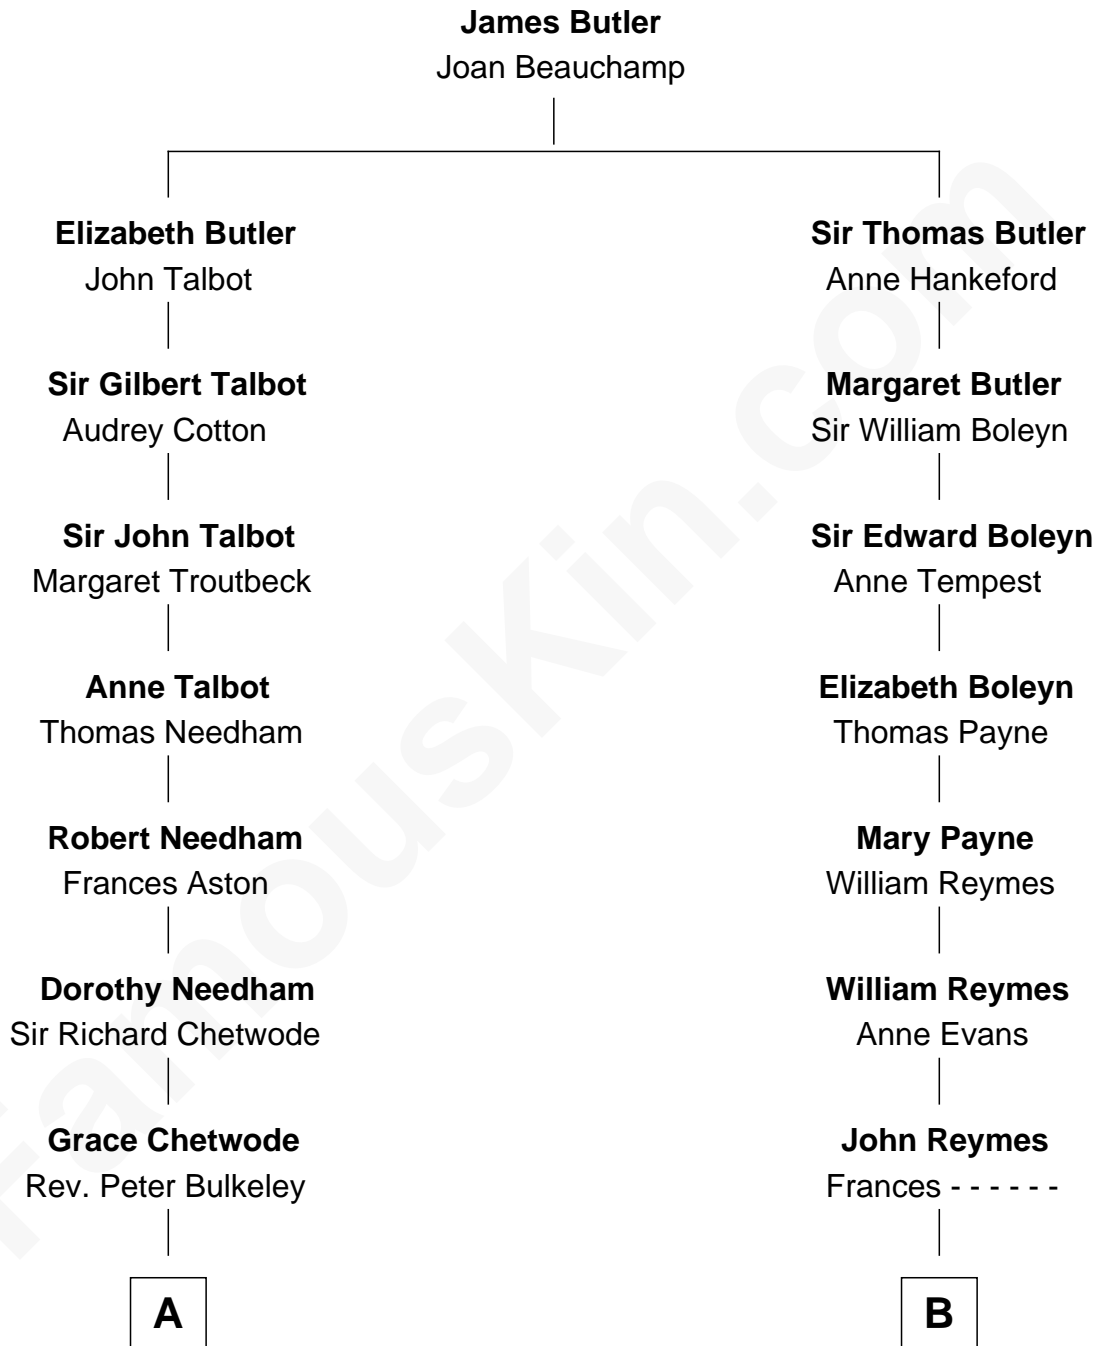 James Butler
Joan Beauchamp
Elizabeth Butler
John Talbot
Sir Thomas Butler
Anne Hankeford
Sir Gilbert Talbot
Audrey Cotton
Margaret Butler
Sir William Boleyn
Sir John Talbot
Margaret Troutbeck
Sir Edward Boleyn
Anne Tempest
Anne Talbot
Thomas Needham
Elizabeth Boleyn
Thomas Payne
Robert Needham
Frances Aston
Mary Payne
William Reymes
Dorothy Needham
Sir Richard Chetwode
William Reymes
Anne Evans
Grace Chetwode
Rev. Peter Bulkeley
John Reymes
Frances - - - - - -
A
B
FamousKin.com